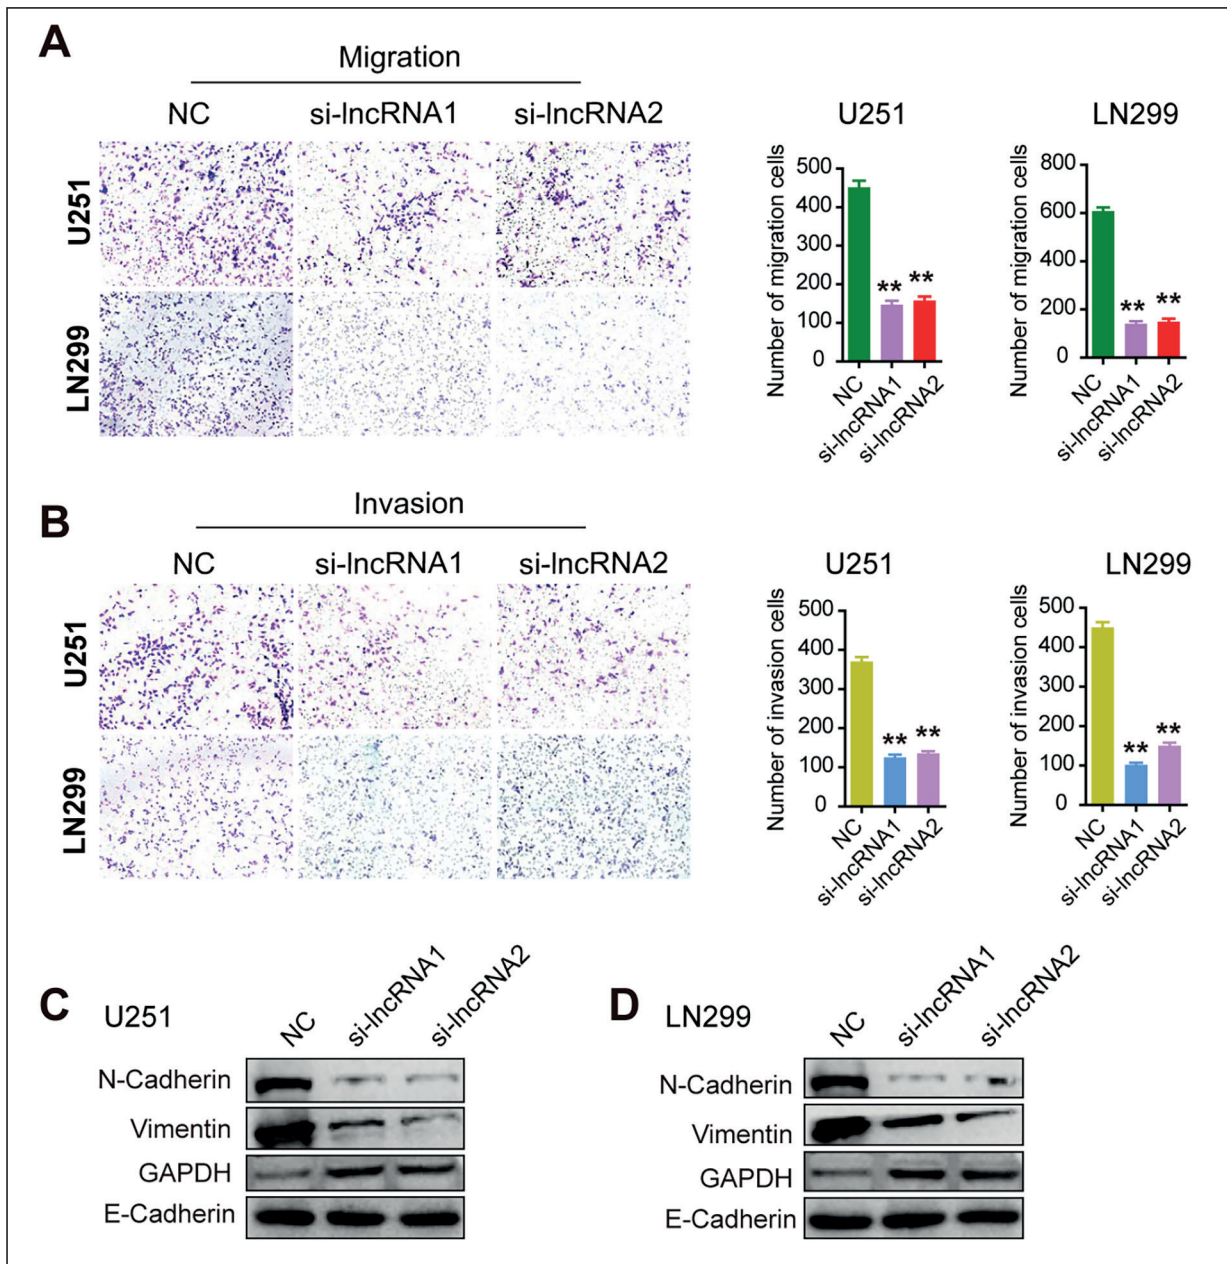 A
Migration
NC si-lncRNA1 si-lncRNA2
U251
LN299
U251
Number of migration cells
500
400
300
200
100
0
** **
NC
si-lncRNA1
si-lncRNA2
LN299
Number of migration cells
800
600
400
200
0
** **
NC
si-lncRNA1
si-lncRNA2
B
Invasion
NC si-lncRNA1 si-lncRNA2
U251
LN299
U251
Number of invasion cells
500
400
300
200
100
0
** **
NC
si-lncRNA1
si-lncRNA2
LN299
Number of invasion cells
500
400
300
200
100
0
** **
NC
si-lncRNA1
si-lncRNA2
C U251
NC si-lncRNA1 si-lncRNA2
N-Cadherin
Vimentin
GAPDH
E-Cadherin
D LN299
NC si-lncRNA1 si-lncRNA2
N-Cadherin
Vimentin
GAPDH
E-Cadherin